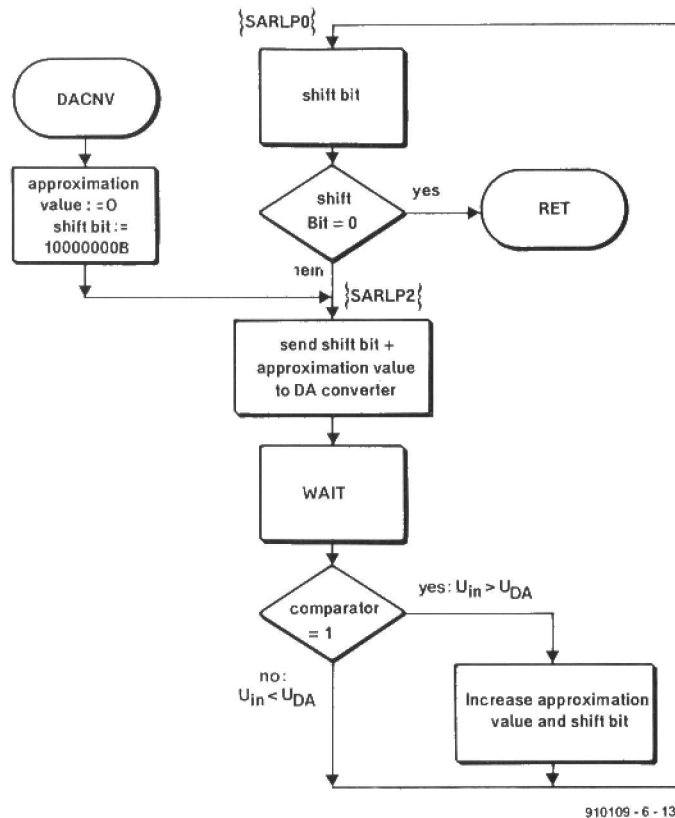 {SARLP0}
shift bit
DACNV
approximation
value : =0
shift bit :=
10000000B
shift
Bit = 0
yes
RET
nein
{SARLP2}
send shift bit +
approximation value
to DA converter
WAIT
comparator
= 1
yes: Uin > UDA
no:
Uin < UDA
Increase approximation
value and shift bit
910109 - 6 - 13